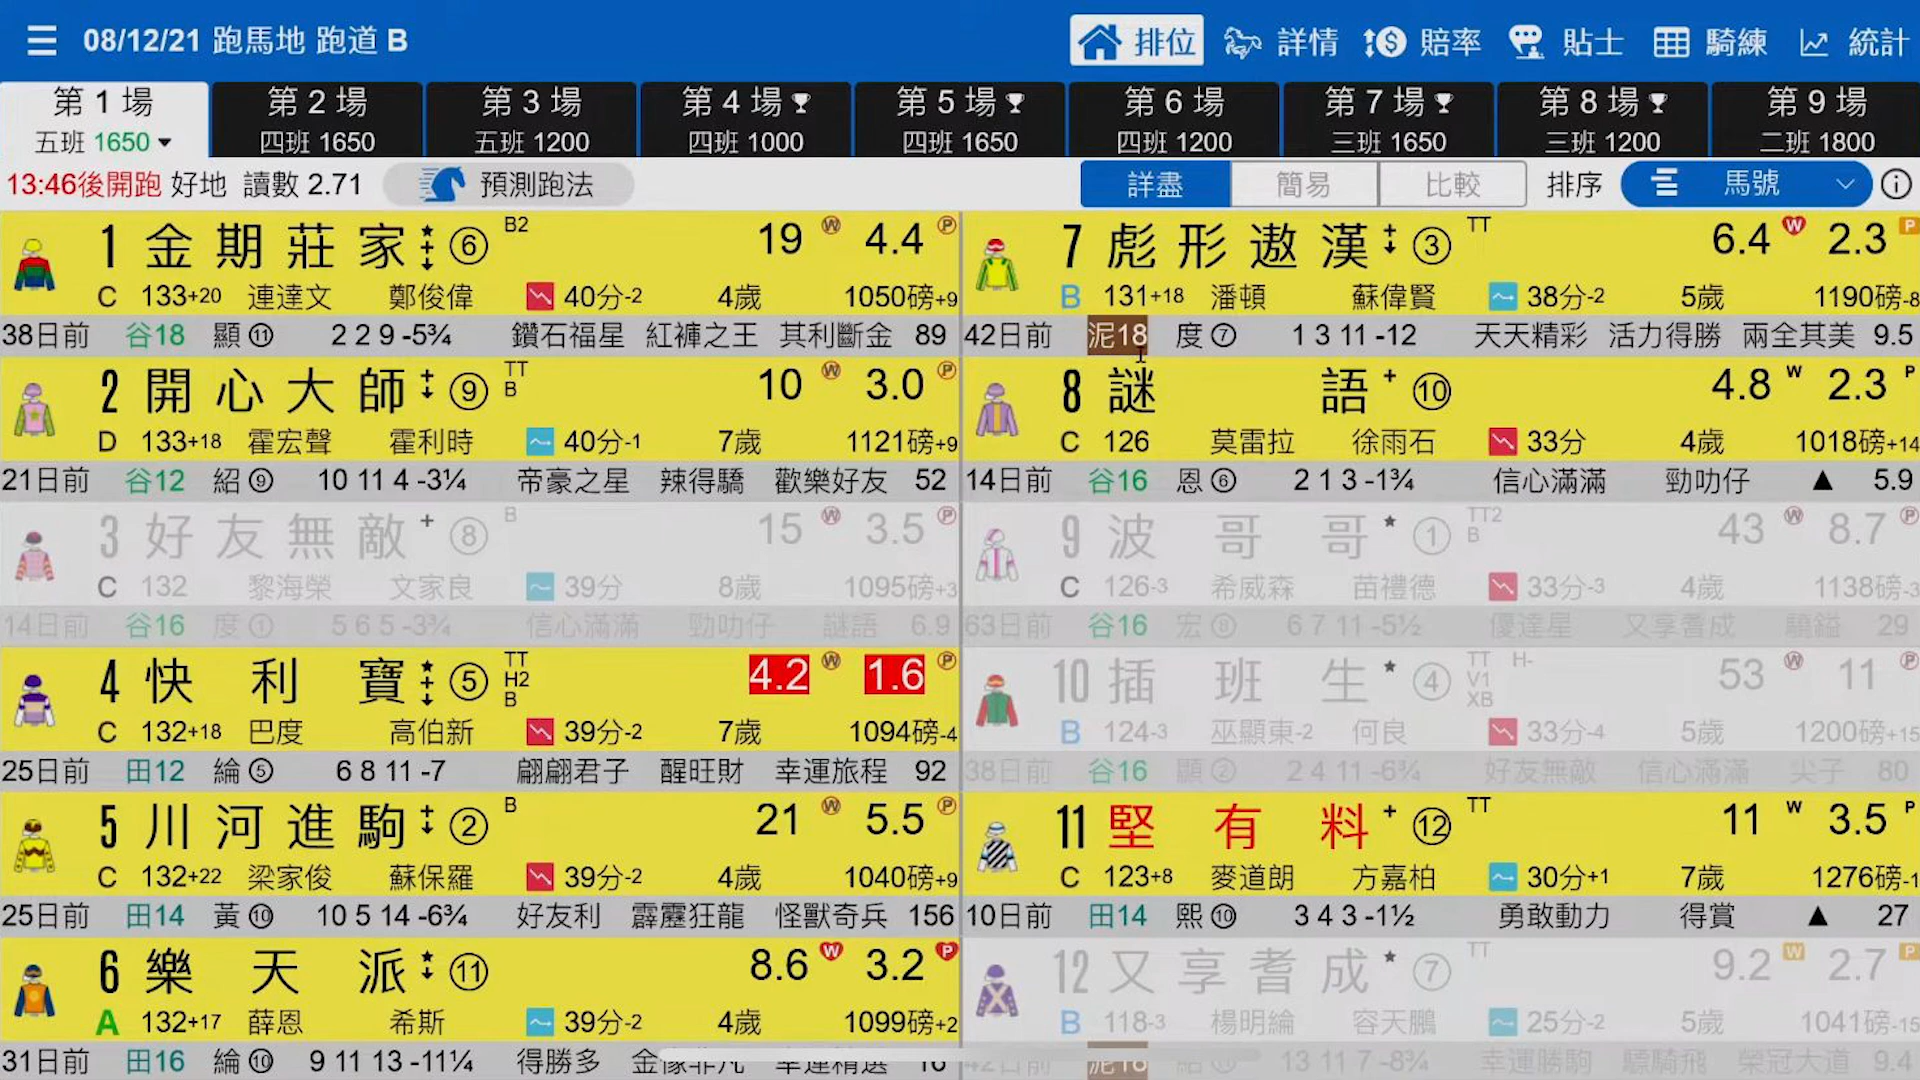 08/12/21 跑馬地 跑道 B
排位 詳情 賠率 貼士 騎練 統計
第 1 場 第 2 場 第 3 場 第 4 場 第 5 場 第 6 場 第 7 場 第 8 場 第 9 場
五班 1650 四班 1650 五班 1200 四班 1000 四班 1650 四班 1200 三班 1650 三班 1200 二班 1800
13:46後開跑 好地 讀數 2.71 預測跑法 詳盡 簡易 比較 排序 馬號
1 金期莊家 ⑥ B2 19 W 4.4 P
C 133+20 連達文 鄭俊偉 40分-2 4歲 1050磅+9
38日前 谷18 顯⑪ 2 2 9 -5¾ 鑽石福星 紅褲之王 其利斷金 89
2 開心大師 ⑨ TT B 10 W 3.0 P
D 133+18 霍宏聲 霍利時 40分-1 7歲 1121磅+9
21日前 谷12 紹⑨ 10 11 4 -3¼ 帝豪之星 辣得驕 歡樂好友 52
3 好友無敵+ ⑧ B 15 W 3.5 P
C 132 黎海榮 文家良 39分 8歲 1095磅+3
14日前 谷16 度① 5 6 5 -3¾ 信心滿滿 勁叻仔 謎語 6.9
4 快利寶 ⑤ TT H2 B 4.2 W 1.6 P
C 132+18 巴度 高伯新 39分-2 7歲 1094磅-4
25日前 田12 綸⑤ 6 8 11 -7 翩翩君子 醒旺財 幸運旅程 92
5 川河進駒 ② B 21 W 5.5 P
C 132+22 梁家俊 蘇保羅 39分-2 4歲 1040磅+9
25日前 田14 黃⑩ 10 5 14 -6¾ 好友利 霹靂狂龍 怪獸奇兵 156
6 樂天派 ⑪ 8.6 W 3.2 P
A 132+17 薛恩 希斯 39分-2 4歲 1099磅+2
31日前 田16 綸⑩ 9 11 13 -11¼ 得勝多
7 彪形遨漢 ③ TT 6.4 W 2.3 P
B 131+18 潘頓 蘇偉賢 38分-2 5歲 1190磅-8
42日前 泥18 度⑦ 1 3 11 -12 天天精彩 活力得勝 兩全其美 9.5
8 謎語+ ⑩ 4.8 W 2.3 P
C 126 莫雷拉 徐雨石 33分 4歲 1018磅+14
14日前 谷16 恩⑥ 2 1 3 -1¾ 信心滿滿 勁叻仔 ▲ 5.9
9 波哥哥★ ① TT2 B 43 W 8.7 P
C 126-3 希威森 苗禮德 33分-3 4歲 1138磅-3
63日前 谷16 宏⑧ 6 7 11 -5½ 優達星 又享耆成 驕鎰 29
10 插班生★ ④ TT V1 XB H- 53 W 11 P
B 124-3 巫顯東-2 何良 33分-4 5歲 1200磅+15
38日前 谷16 顯② 2 4 11 -6¾ 好友無敵 信心滿滿 尖子 80
11 堅有料+ ⑫ TT 11 W 3.5 P
C 123+8 麥道朗 方嘉柏 30分+1 7歲 1276磅-1
10日前 田14 熙⑩ 3 4 3 -1½ 勇敢動力 得賞 ▲ 27
12 又享耆成★ ⑦ TT 9.2 W 2.7 P
B 118-3 楊明綸 容天鵬 25分-2 5歲 1041磅-15
13 11 7 -8¾ 幸運勝駒 驃騎飛 榮冠大道 9.4